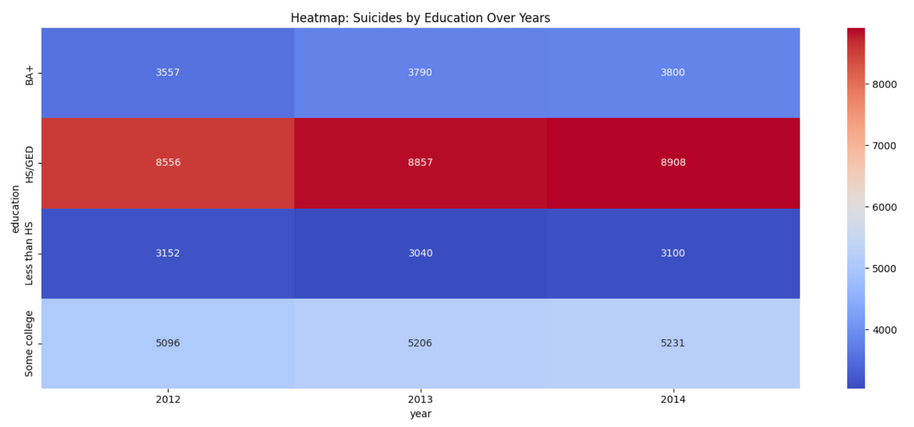 Heatmap: Suicides by Education Over Years
BA+ 3557 3790 3800
HS/GED 8556 8857 8908
Less than HS 3152 3040 3100
Some college 5096 5206 5231
education
2012 2013 2014
year
8000
7000
6000
5000
4000